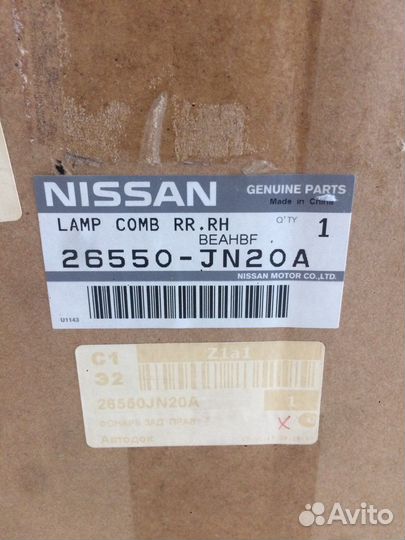 NISSAN
GENUINE PARTS
Made in China
LAMP COMB RR.RH
Q'TY 1
BEAHBF
26550-JN20A
NISSAN MOTOR CO.,LTD.
U1143
C1
32
Z1a1
26550JN20A
1
ФОНАРЬ ЗАД ПРАВ
X
Автодок
Avito